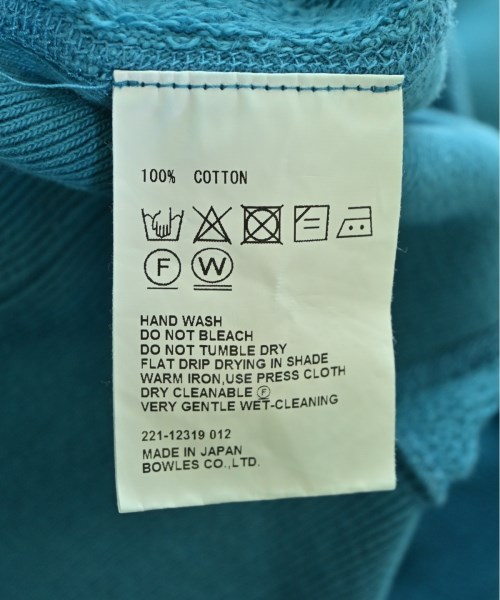 100% COTTON
F W
HAND WASH
DO NOT BLEACH
DO NOT TUMBLE DRY
FLAT DRIP DRYING IN SHADE
WARM IRON,USE PRESS CLOTH
DRY CLEANABLE Ⓕ
VERY GENTLE WET-CLEANING
221-12319 012
MADE IN JAPAN
BOWLES CO.,LTD.